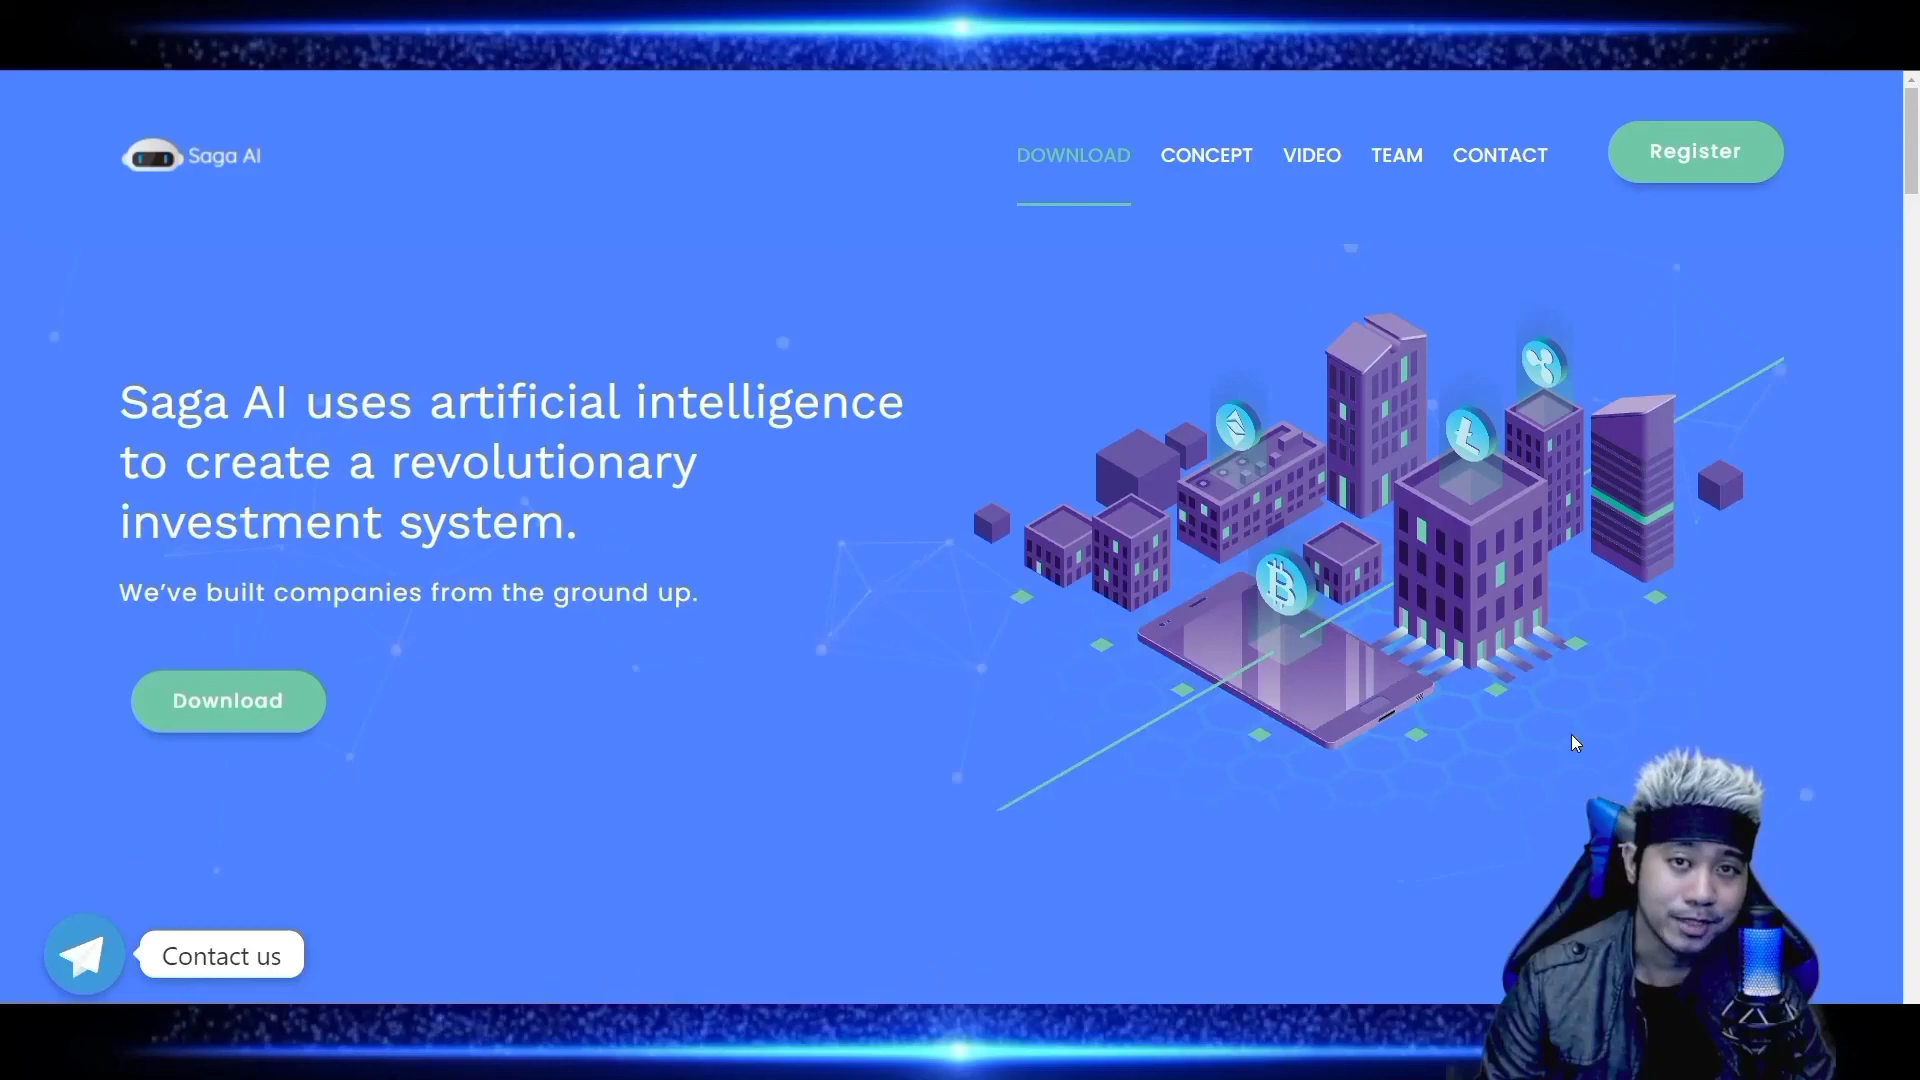 Saga AI
DOWNLOAD CONCEPT VIDEO TEAM CONTACT Register
Saga AI uses artificial intelligence
to create a revolutionary
investment system.
We’ve built companies from the ground up.
Download
Contact us